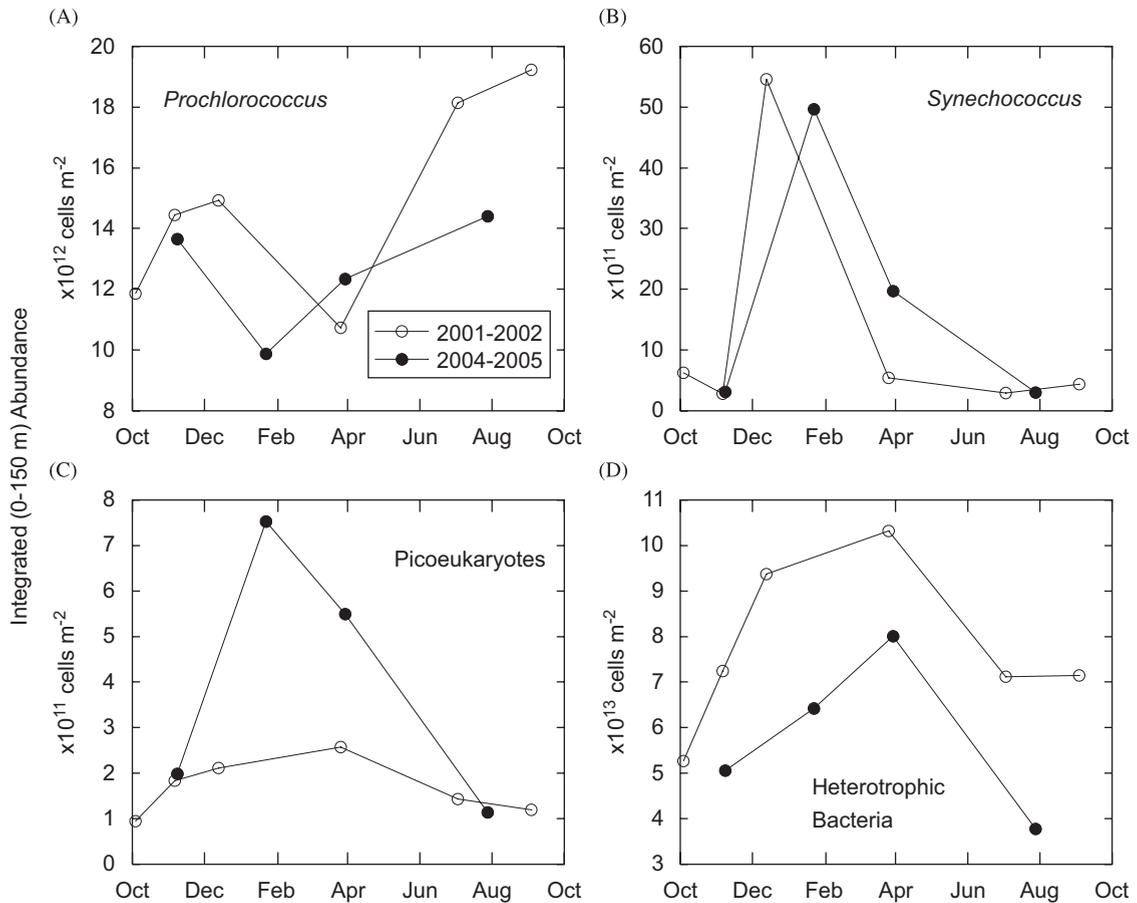 Integrated (0-150 m) Abundance
(A)
Prochlorococcus
x10^12 cells m^-2
20
18
16
14
12
10
8
Oct Dec Feb Apr Jun Aug Oct
2001-2002
2004-2005
(B)
Synechococcus
x10^11 cells m^-2
60
50
40
30
20
10
0
Oct Dec Feb Apr Jun Aug Oct
(C)
Picoeukaryotes
x10^11 cells m^-2
8
7
6
5
4
3
2
1
0
Oct Dec Feb Apr Jun Aug Oct
(D)
x10^13 cells m^-2
11
10
9
8
7
6
5
4
3
Heterotrophic
Bacteria
Oct Dec Feb Apr Jun Aug Oct